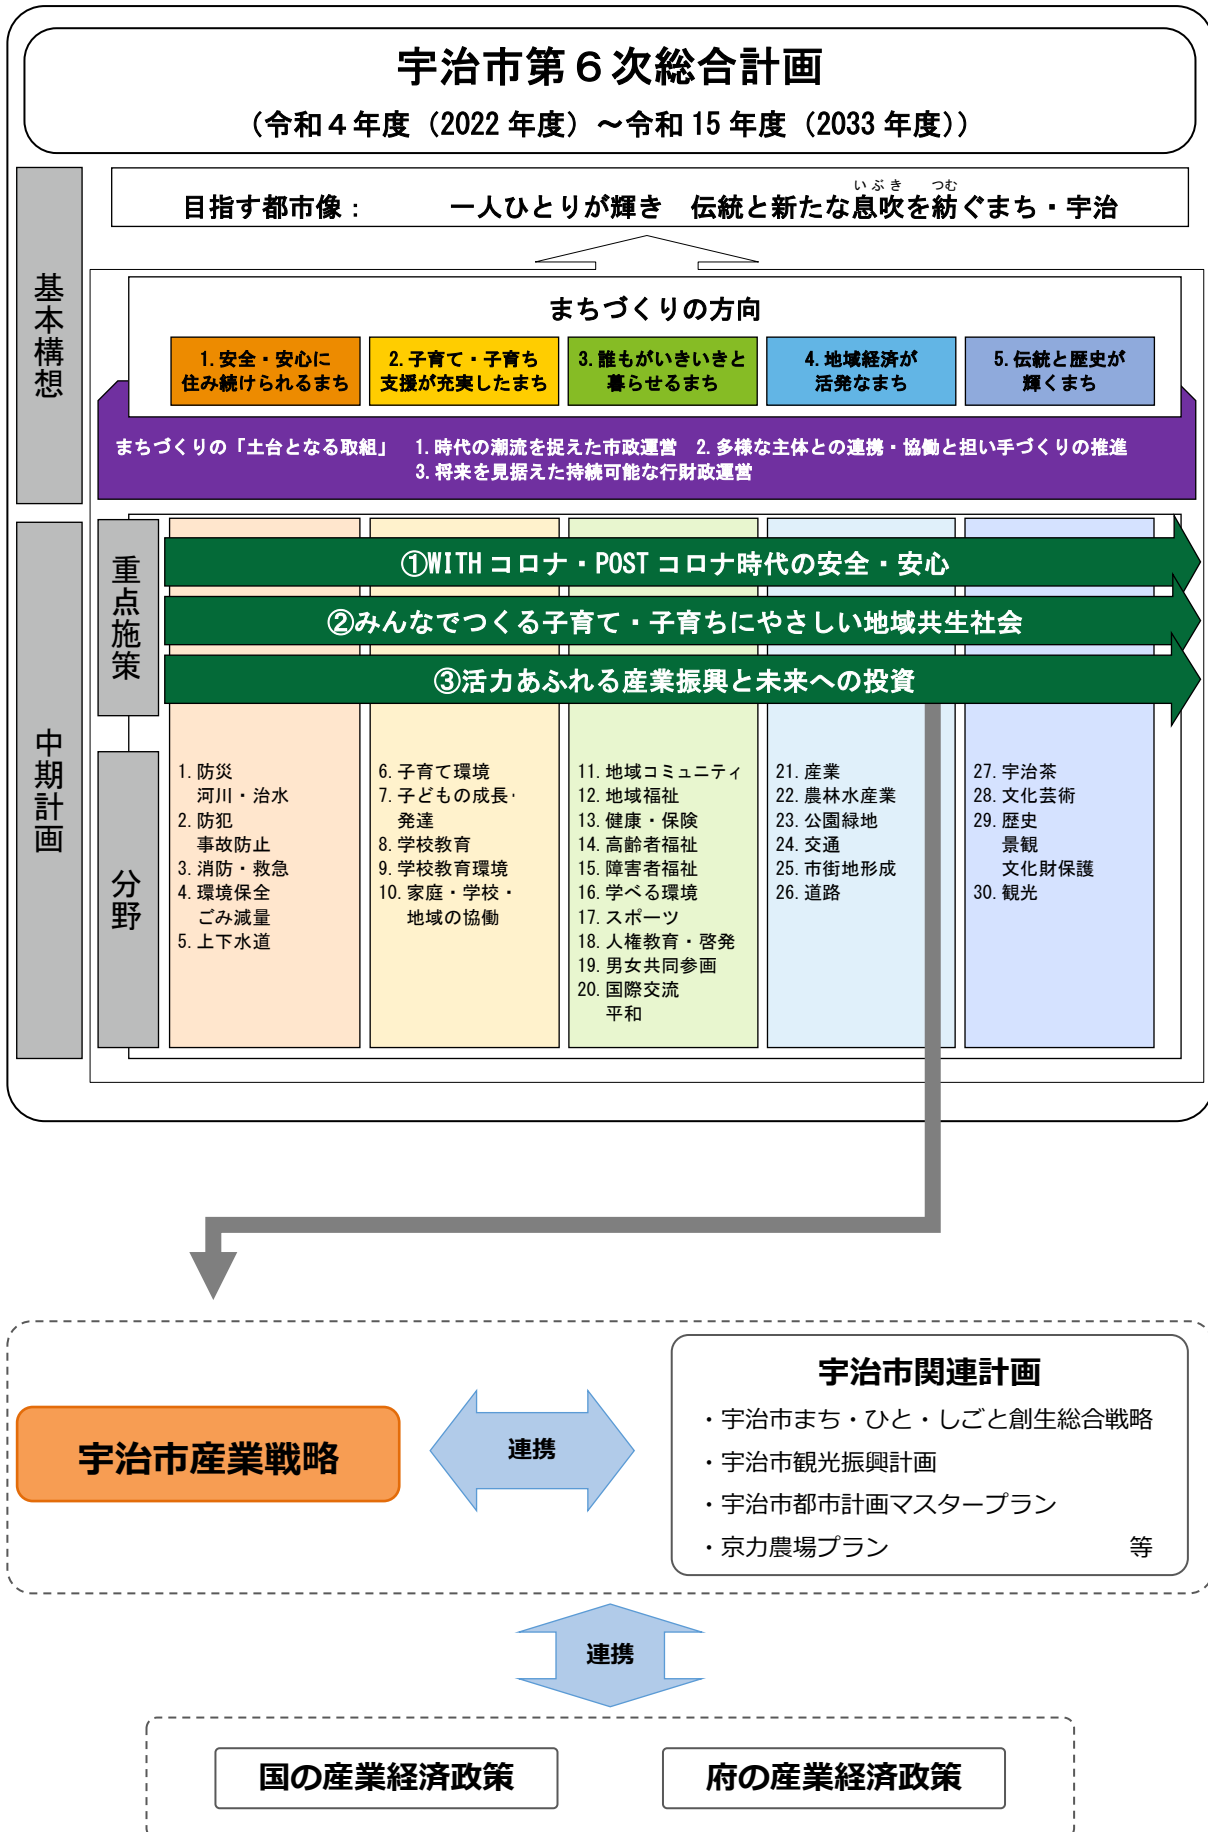 宇治市第６次総合計画
（令和４年度（2022 年度）～令和 15 年度（2033 年度））
基本構想
いぶき　つむ
目指す都市像：　一人ひとりが輝き　伝統と新たな息吹を紡ぐまち・宇治
まちづくりの方向
1. 安全・安心に
住み続けられるまち
2. 子育て・子育ち
支援が充実したまち
3. 誰もがいきいきと
暮らせるまち
4. 地域経済が
活発なまち
5. 伝統と歴史が
輝くまち
まちづくりの「土台となる取組」　1. 時代の潮流を捉えた市政運営　2. 多様な主体との連携・協働と担い手づくりの推進
3. 将来を見据えた持続可能な行財政運営
中期計画
重点施策
①WITH コロナ・POST コロナ時代の安全・安心
②みんなでつくる子育て・子育ちにやさしい地域共生社会
③活力あふれる産業振興と未来への投資
分野
1. 防災
河川・治水
2. 防犯
事故防止
3. 消防・救急
4. 環境保全
ごみ減量
5. 上下水道
6. 子育て環境
7. 子どもの成長・
発達
8. 学校教育
9. 学校教育環境
10. 家庭・学校・
地域の協働
11. 地域コミュニティ
12. 地域福祉
13. 健康・保険
14. 高齢者福祉
15. 障害者福祉
16. 学べる環境
17. スポーツ
18. 人権教育・啓発
19. 男女共同参画
20. 国際交流
平和
21. 産業
22. 農林水産業
23. 公園緑地
24. 交通
25. 市街地形成
26. 道路
27. 宇治茶
28. 文化芸術
29. 歴史
景観
文化財保護
30. 観光
宇治市産業戦略
連携
宇治市関連計画
・宇治市まち・ひと・しごと創生総合戦略
・宇治市観光振興計画
・宇治市都市計画マスタープラン
・京力農場プラン　等
連携
国の産業経済政策
府の産業経済政策